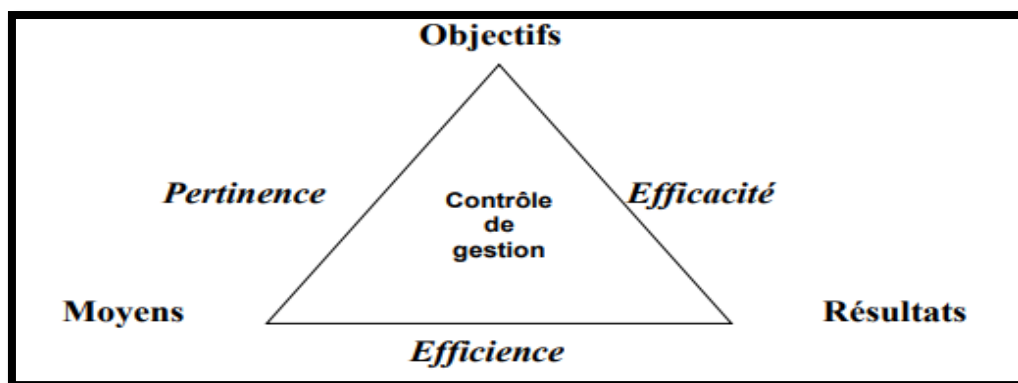 Objectifs
Pertinence
Efficacité
Contrôle
de
gestion
Moyens
Résultats
Efficience